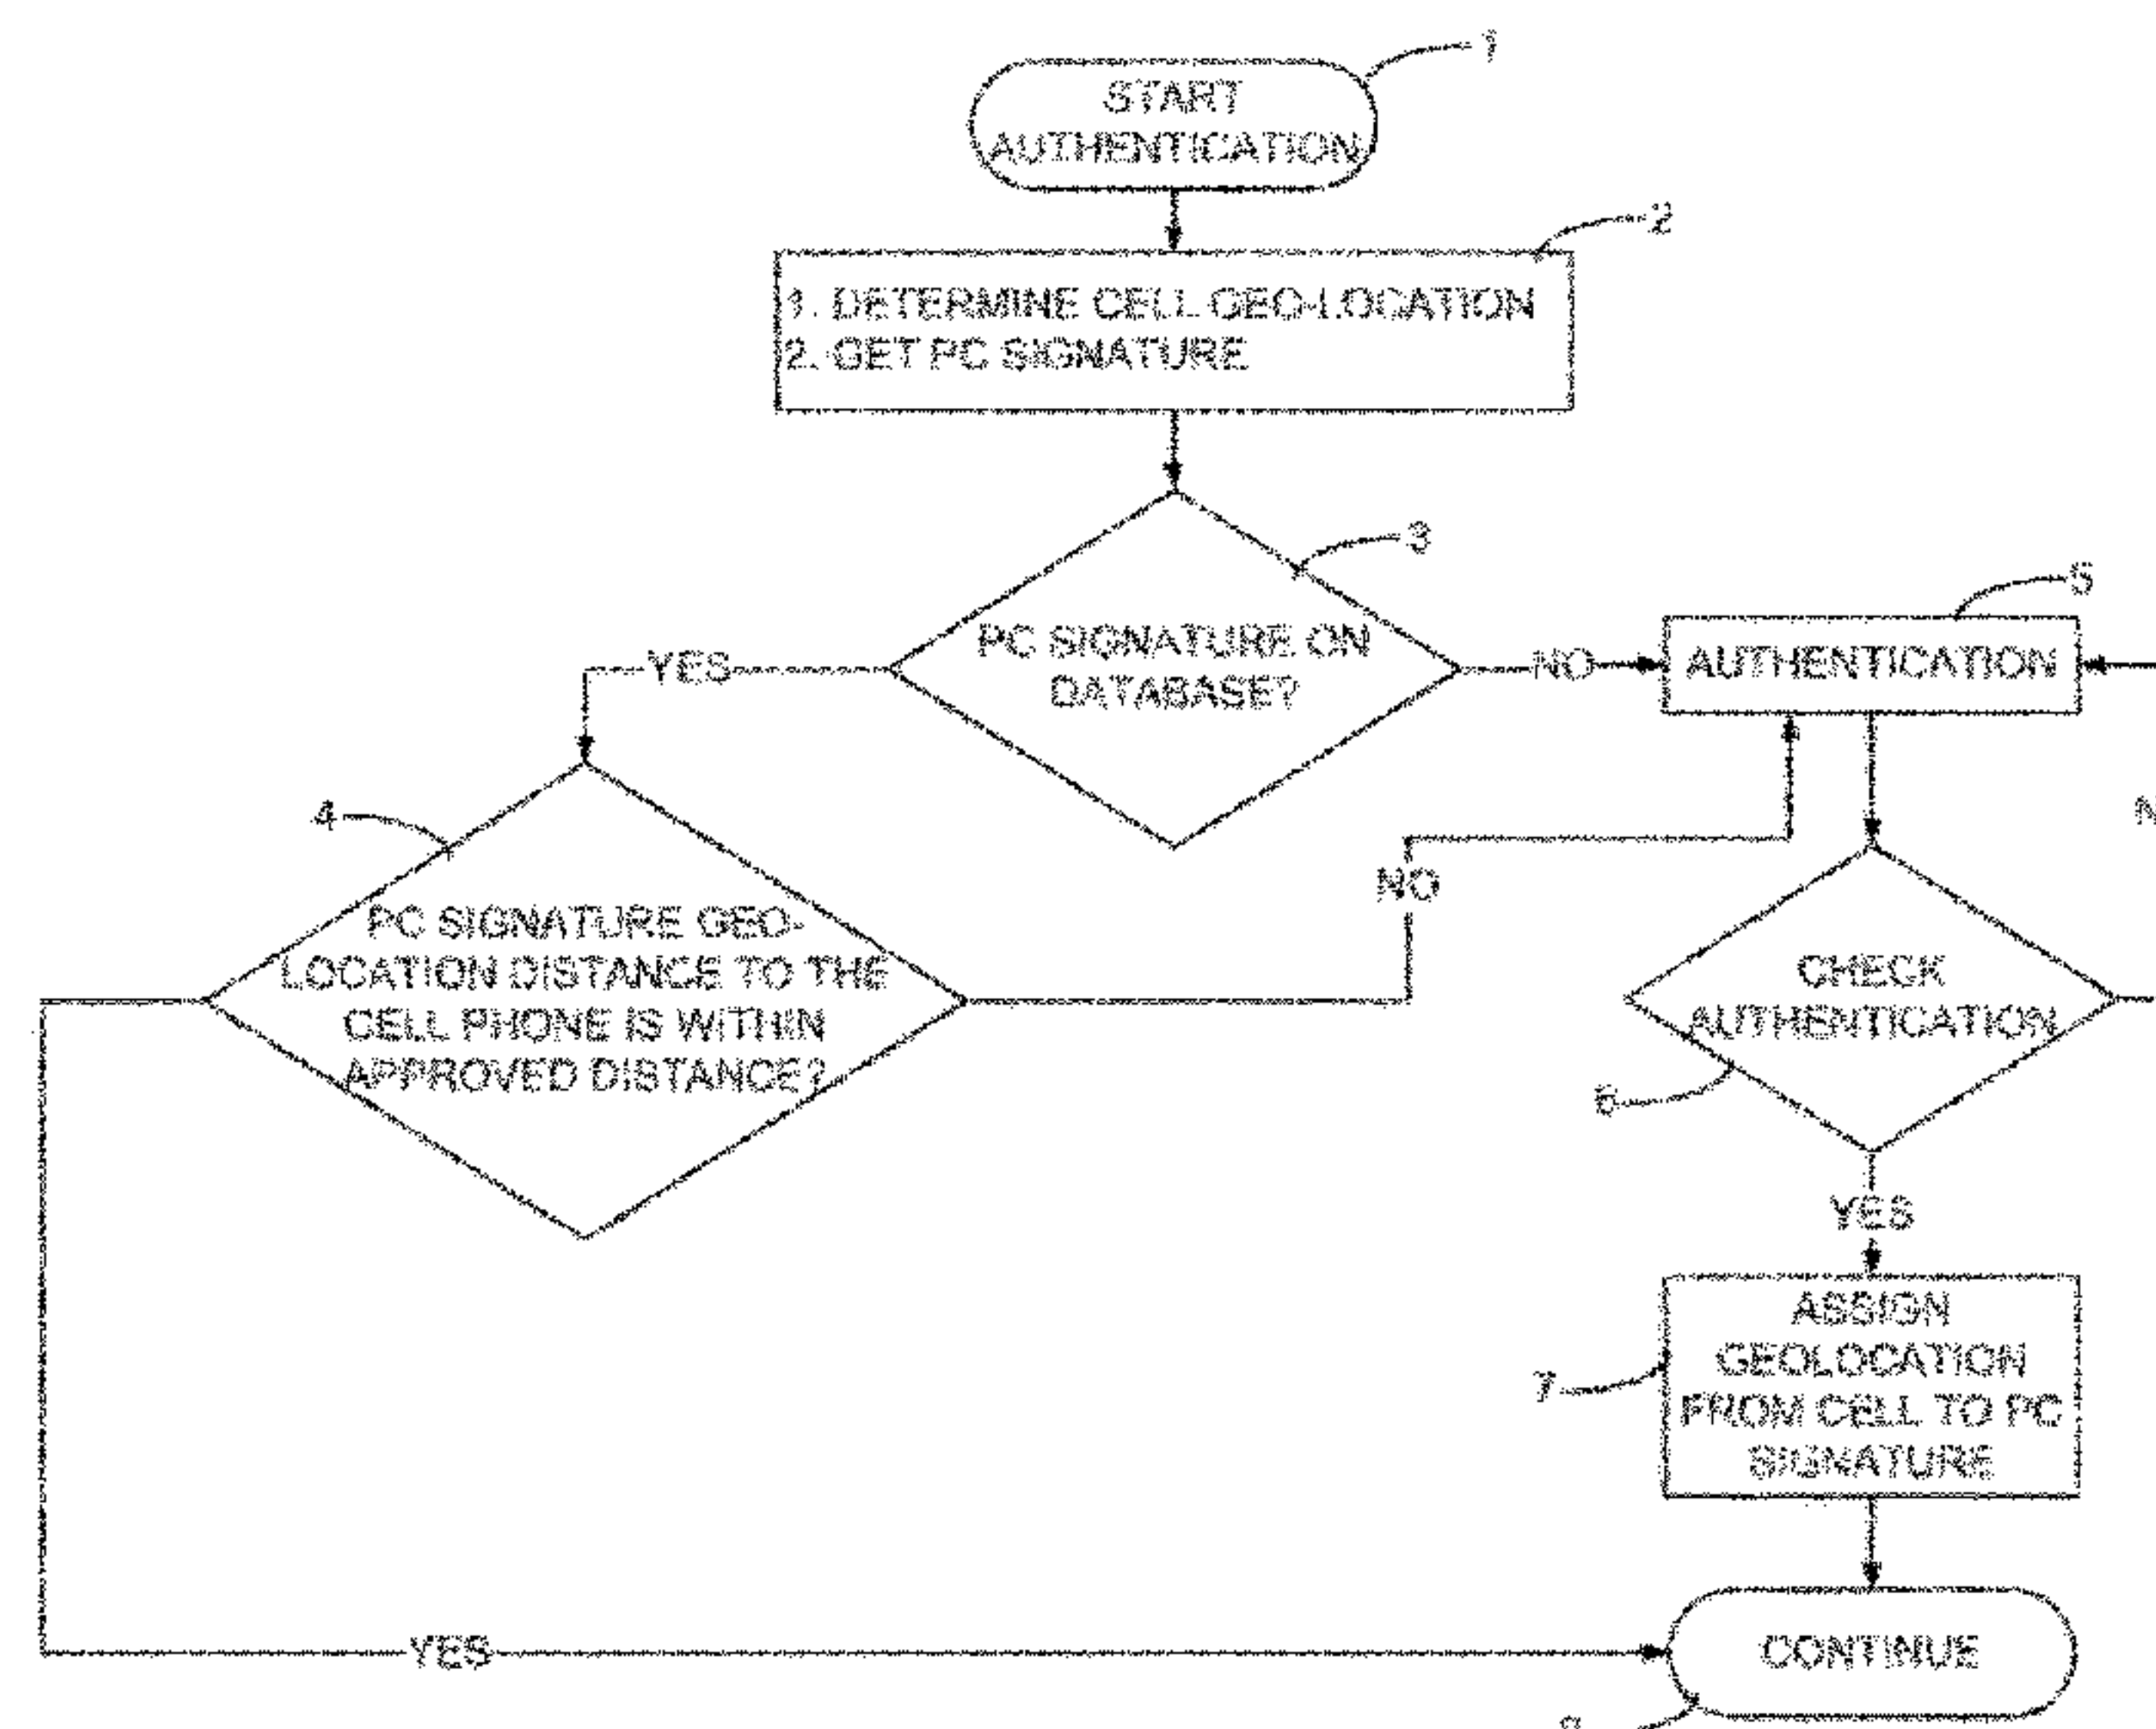 1
START
AUTHENTICATION
2
1. DETERMINE CELL GEO-LOCATION
2. GET PC SIGNATURE
3
PC SIGNATURE ON
DATABASE?
YES
NO
5
AUTHENTICATION
4
PC SIGNATURE GEO-
LOCATION DISTANCE TO THE
CELL PHONE IS WITHIN
APPROVED DISTANCE?
NO
CHECK
AUTHENTICATION
6
YES
ASSIGN
GEOLOCATION
FROM CELL TO PC
SIGNATURE
7
YES
CONTINUE